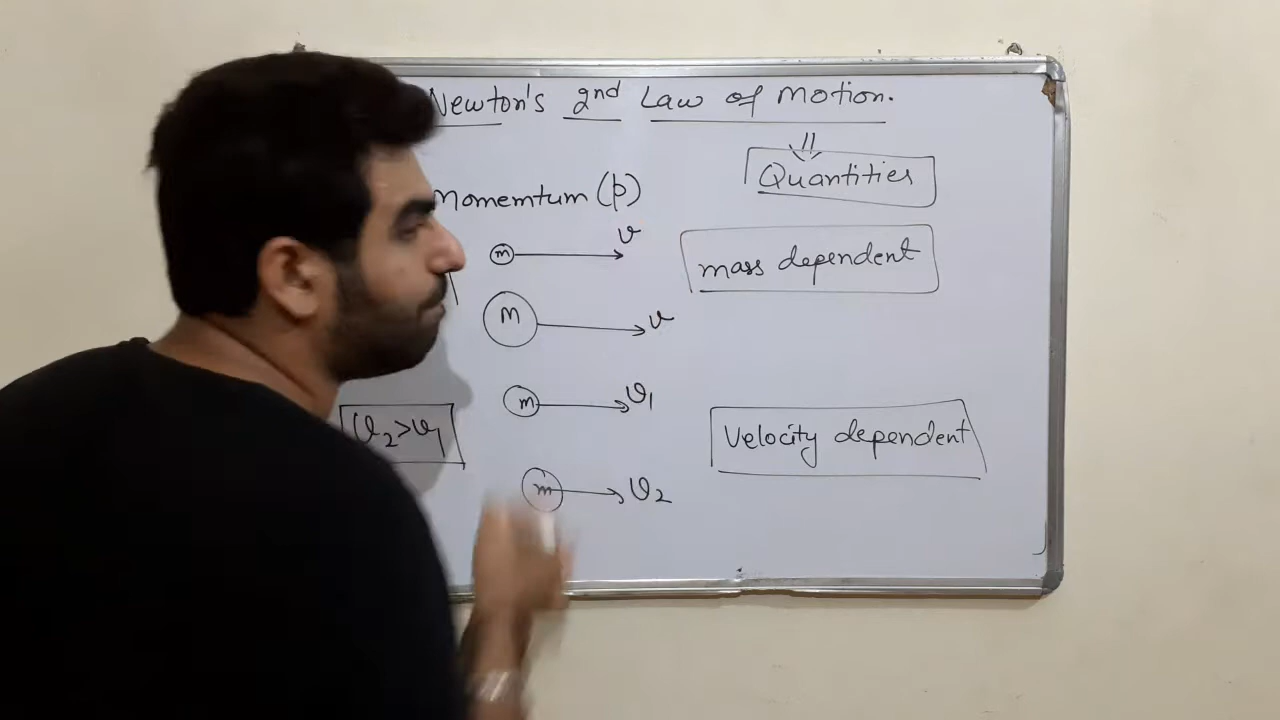 Newton's 2nd Law of Motion.
Quantities
Momemtum (p)
m v
mass dependent
M v
m v1
v2>v1
Velocity dependent
m v2